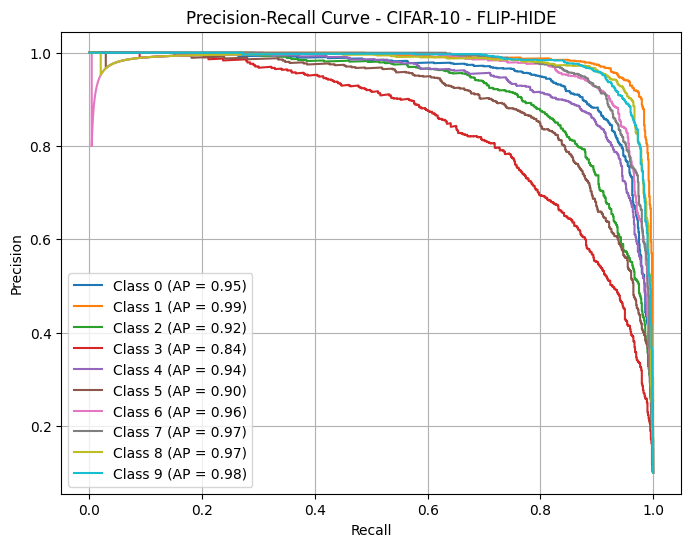 Precision-Recall Curve - CIFAR-10 - FLIP-HIDE
Precision
1.0
0.8
0.6
0.4
0.2
Class 0 (AP = 0.95)
Class 1 (AP = 0.99)
Class 2 (AP = 0.92)
Class 3 (AP = 0.84)
Class 4 (AP = 0.94)
Class 5 (AP = 0.90)
Class 6 (AP = 0.96)
Class 7 (AP = 0.97)
Class 8 (AP = 0.97)
Class 9 (AP = 0.98)
0.0 0.2 0.4 0.6 0.8 1.0
Recall